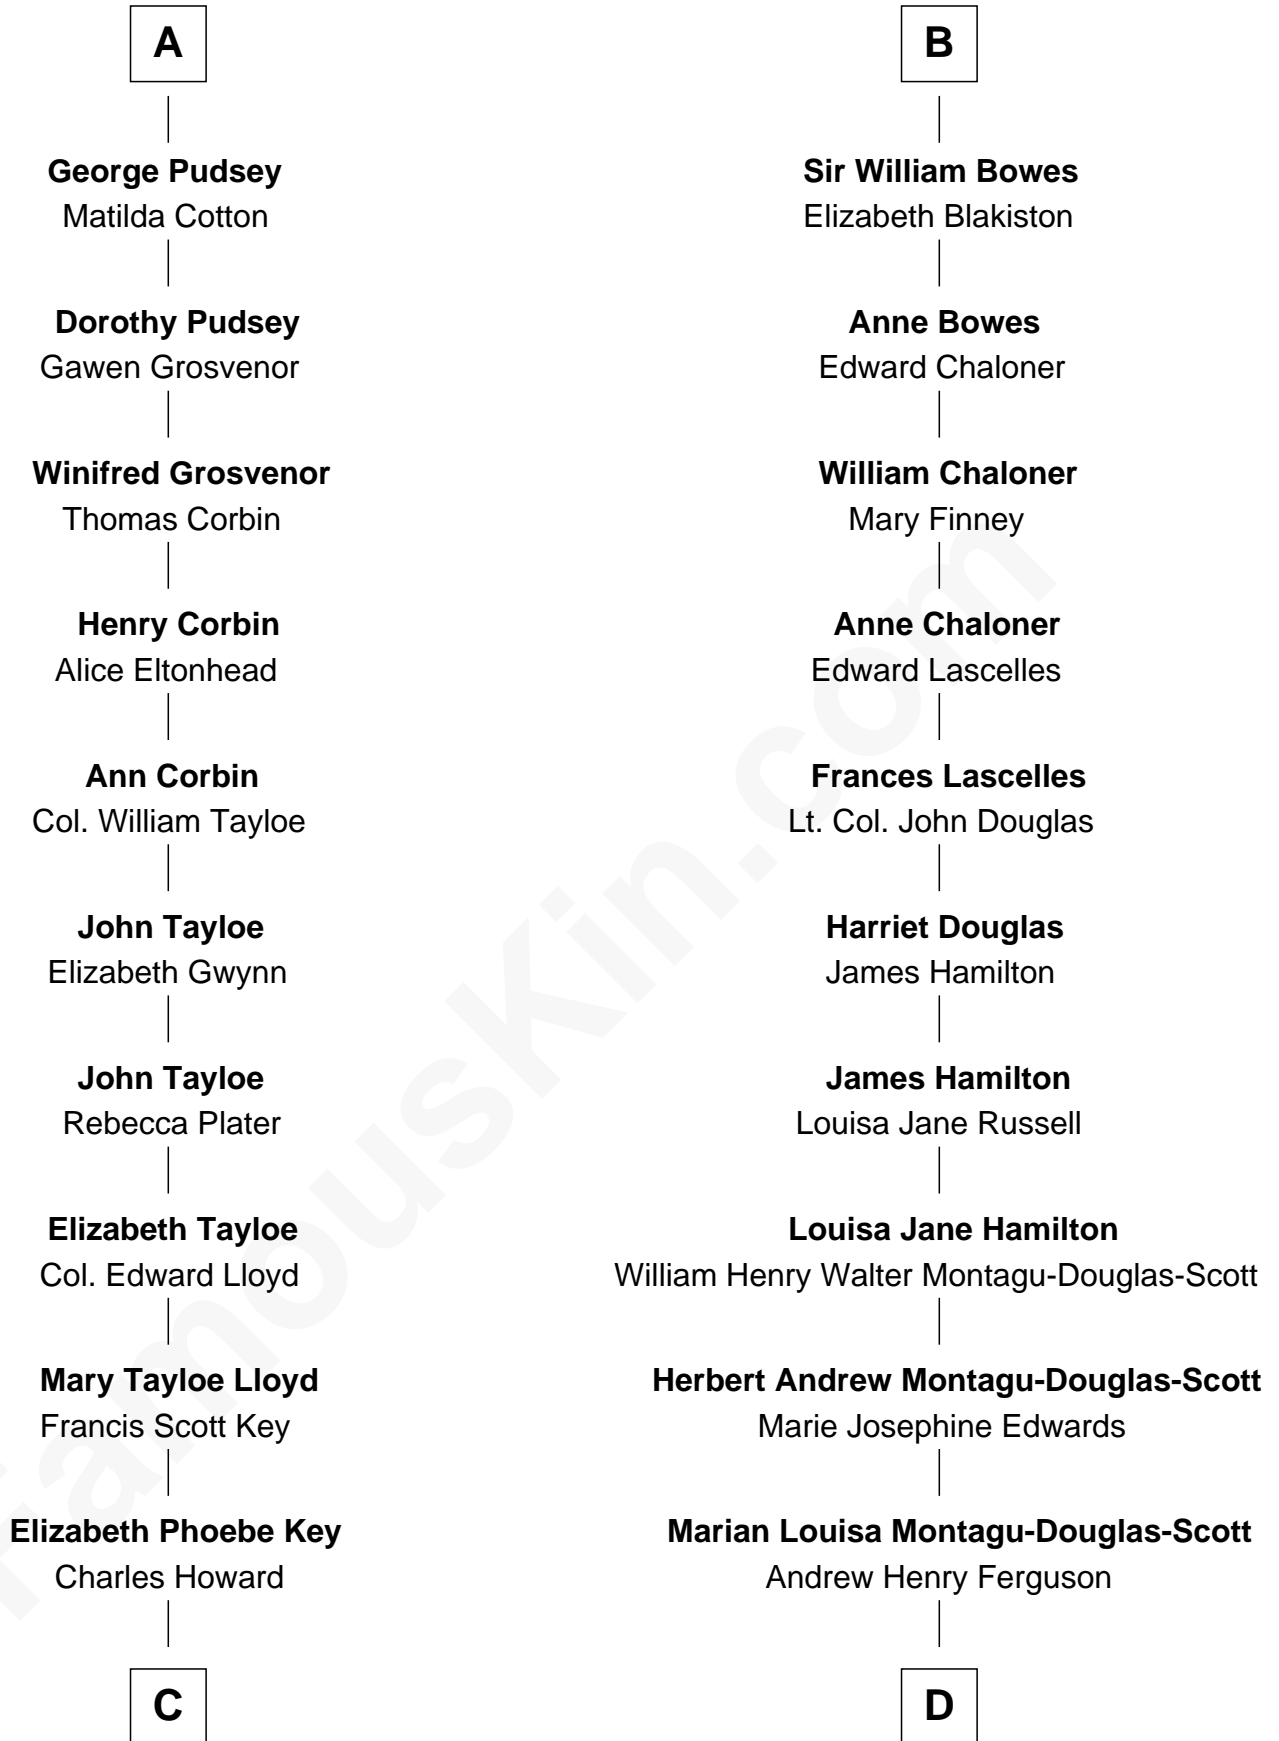 A
George Pudsey
Matilda Cotton
Dorothy Pudsey
Gawen Grosvenor
Winifred Grosvenor
Thomas Corbin
Henry Corbin
Alice Eltonhead
Ann Corbin
Col. William Tayloe
John Tayloe
Elizabeth Gwynn
John Tayloe
Rebecca Plater
Elizabeth Tayloe
Col. Edward Lloyd
Mary Tayloe Lloyd
Francis Scott Key
Elizabeth Phoebe Key
Charles Howard
C
B
Sir William Bowes
Elizabeth Blakiston
Anne Bowes
Edward Chaloner
William Chaloner
Mary Finney
Anne Chaloner
Edward Lascelles
Frances Lascelles
Lt. Col. John Douglas
Harriet Douglas
James Hamilton
James Hamilton
Louisa Jane Russell
Louisa Jane Hamilton
William Henry Walter Montagu-Douglas-Scott
Herbert Andrew Montagu-Douglas-Scott
Marie Josephine Edwards
Marian Louisa Montagu-Douglas-Scott
Andrew Henry Ferguson
D
FamousKin.com